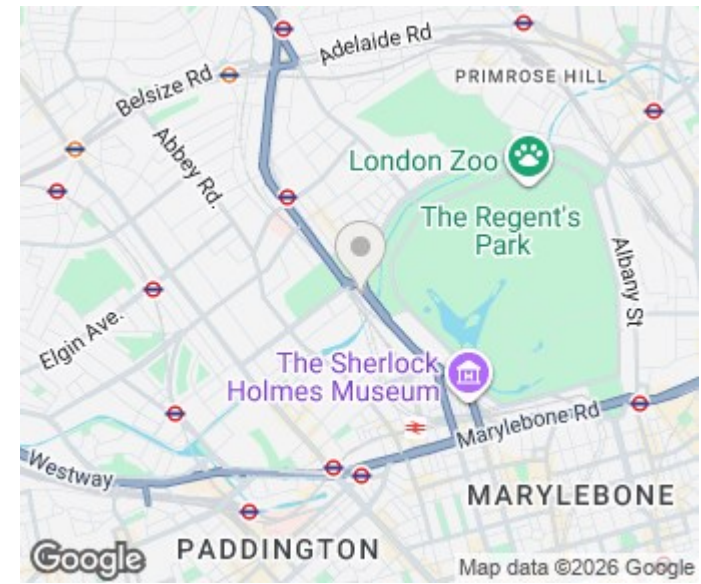 Adelaide Rd
PRIMROSE HILL
Belsize Rd
Abbey Rd.
London Zoo
The Regent's
Park
Albany St
Elgin Ave.
The Sherlock
Holmes Museum
Marylebone Rd
Westway
MARYLEBONE
PADDINGTON
Google
Map data ©2026 Google